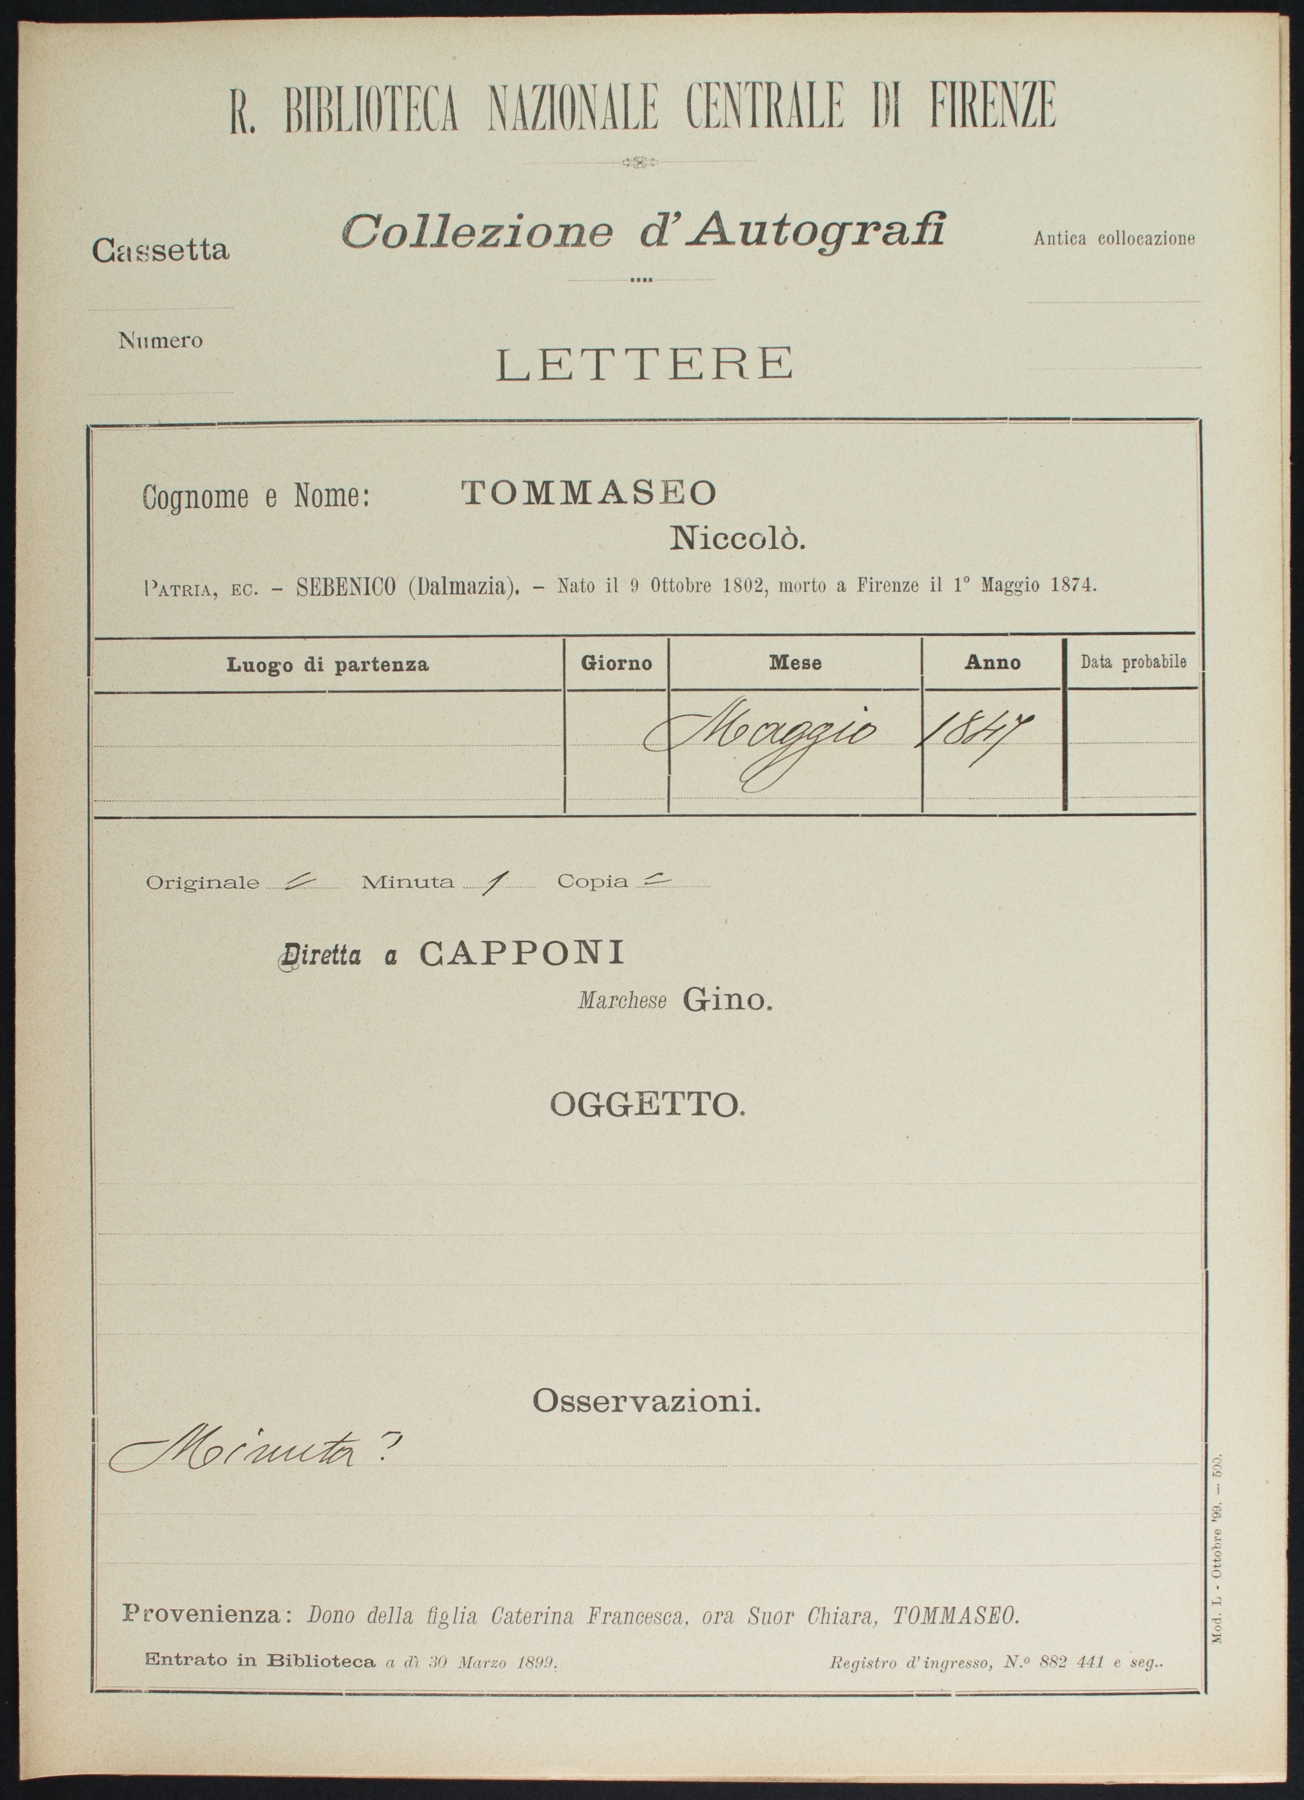 R. BIBLIOTECA NAZIONALE CENTRALE DI FIRENZE
Cassetta
Collezione d'Autografi
Antica collocazione
Numero
LETTERE
Cognome e Nome: TOMMASEO
Niccolò.
PATRIA, EC. – SEBENICO (Dalmazia). – Nato il 9 Ottobre 1802, morto a Firenze il 1° Maggio 1874.
Luogo di partenza Giorno Mese Anno Data probabile
Maggio 1847
Originale = Minuta 1 Copia =
Diretta a CAPPONI
Marchese Gino.
OGGETTO.
Osservazioni.
Minuta?
Provenienza: Dono della figlia Caterina Francesca, ora Suor Chiara, TOMMASEO.
Entrato in Biblioteca a dì 30 Marzo 1899. Registro d'ingresso, N.º 882 441 e seg..
Mod. L - Ottobre '99. — 500.